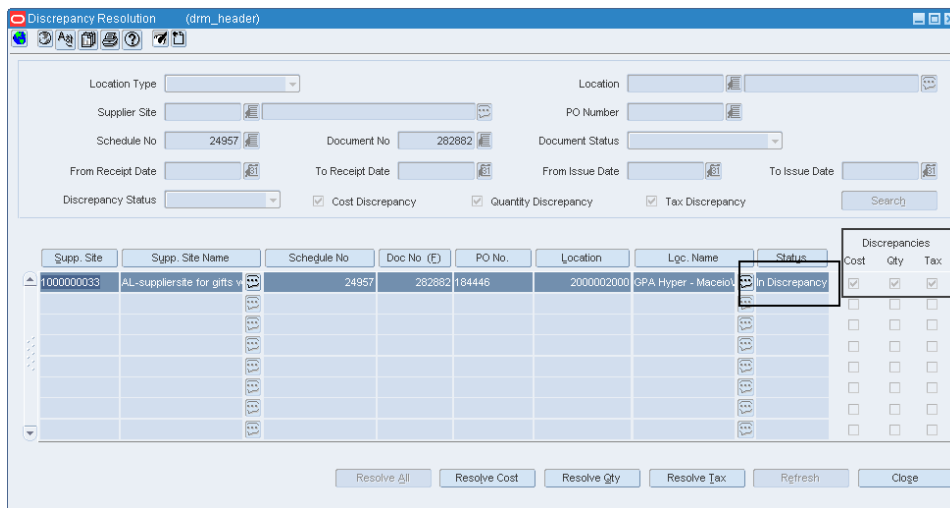 Discrepancy Resolution (drm_header)
Location Type Location
Supplier Site PO Number
Schedule No 24957 Document No 282882 Document Status
From Receipt Date To Receipt Date From Issue Date To Issue Date
Discrepancy Status Cost Discrepancy Quantity Discrepancy Tax Discrepancy Search
Discrepancies
Supp. Site Supp. Site Name Schedule No Doc No (F) PO No. Location Loc. Name Status Cost Qty Tax
1000000033 AL-suppliersite for gifts v 24957 282882 184446 2000002000 GPA Hyper - Maceio\ In Discrepancy
Resolve All Resolve Cost Resolve Qty Resolve Tax Refresh Close